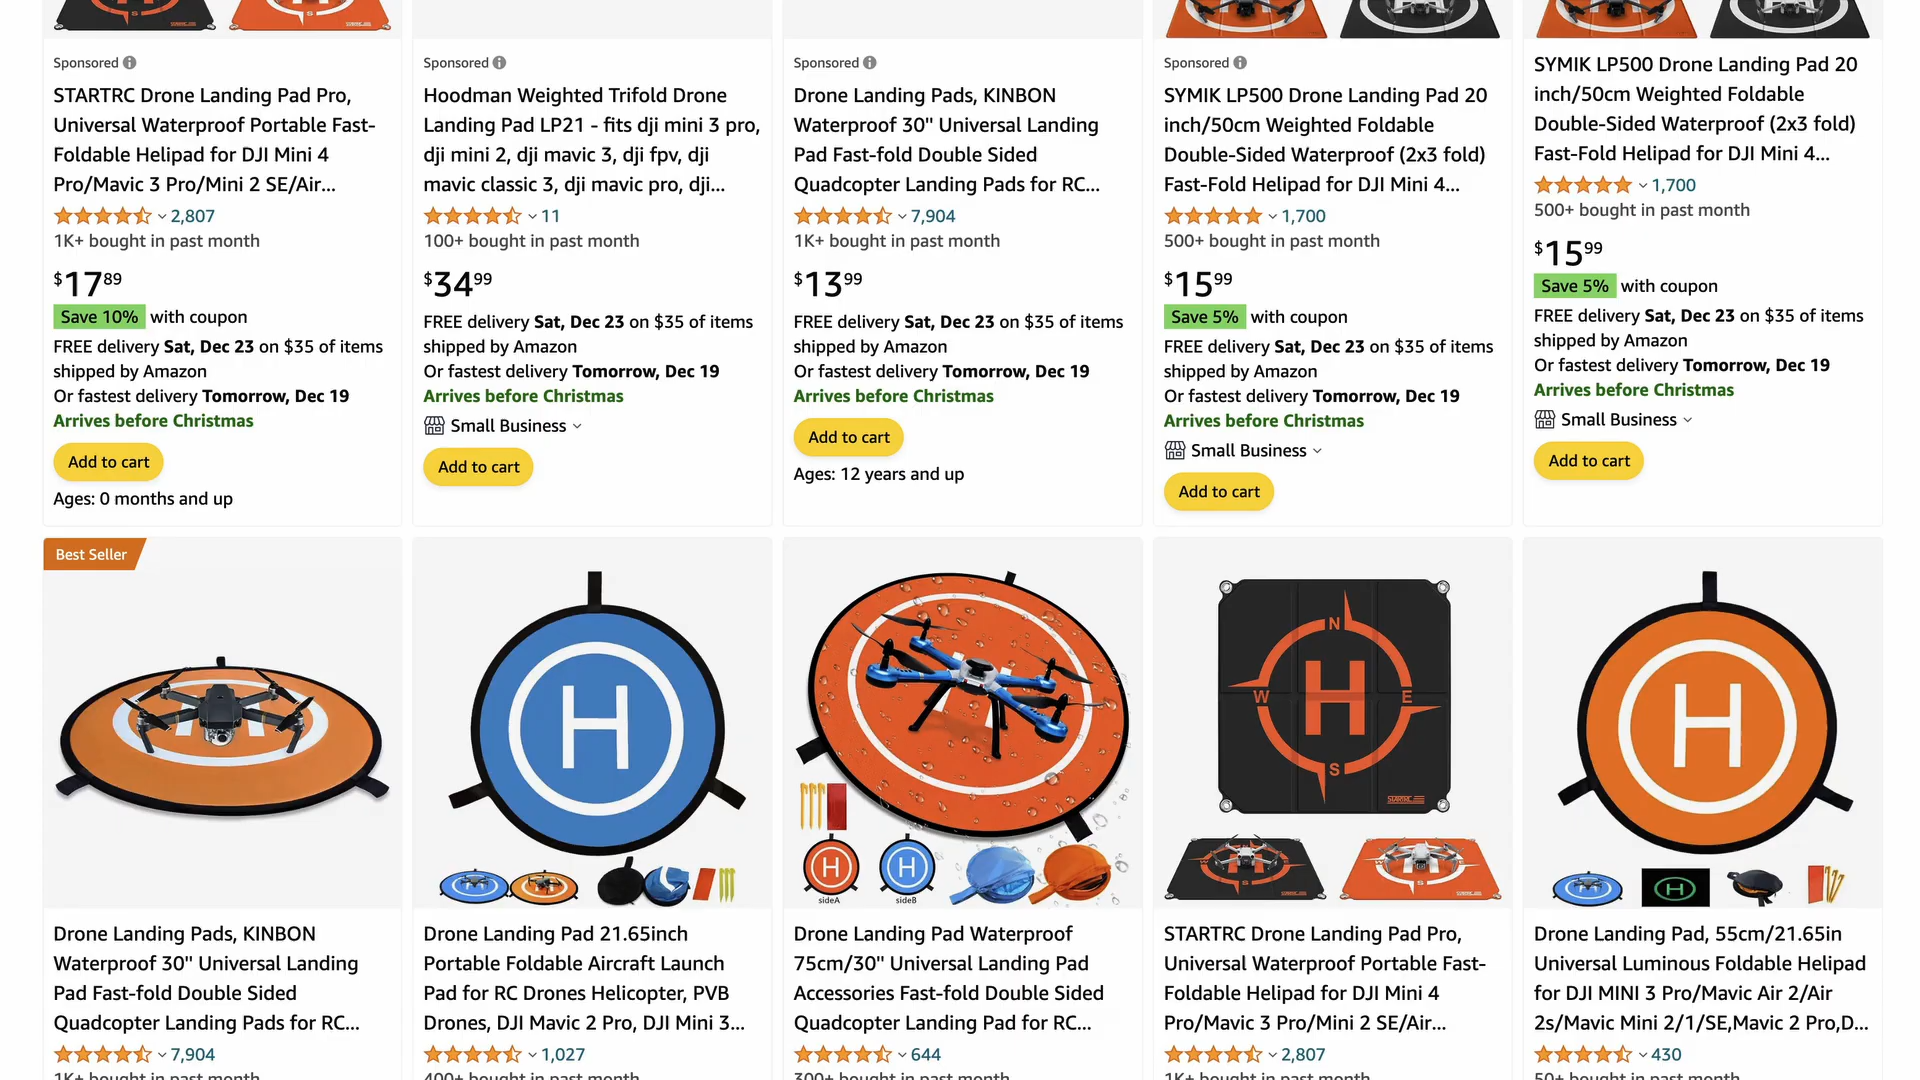 Sponsored
STARTRC Drone Landing Pad Pro,
Universal Waterproof Portable Fast-
Foldable Helipad for DJI Mini 4
Pro/Mavic 3 Pro/Mini 2 SE/Air...
2,807
1K+ bought in past month
$17.89
Save 10% with coupon
FREE delivery Sat, Dec 23 on $35 of items
shipped by Amazon
Or fastest delivery Tomorrow, Dec 19
Arrives before Christmas
Add to cart
Ages: 0 months and up
Sponsored
Hoodman Weighted Trifold Drone
Landing Pad LP21 - fits dji mini 3 pro,
dji mini 2, dji mavic 3, dji fpv, dji
mavic classic 3, dji mavic pro, dji...
11
100+ bought in past month
$34.99
FREE delivery Sat, Dec 23 on $35 of items
shipped by Amazon
Or fastest delivery Tomorrow, Dec 19
Arrives before Christmas
Small Business
Add to cart
Sponsored
Drone Landing Pads, KINBON
Waterproof 30" Universal Landing
Pad Fast-fold Double Sided
Quadcopter Landing Pads for RC...
7,904
1K+ bought in past month
$13.99
FREE delivery Sat, Dec 23 on $35 of items
shipped by Amazon
Or fastest delivery Tomorrow, Dec 19
Arrives before Christmas
Add to cart
Ages: 12 years and up
Sponsored
SYMIK LP500 Drone Landing Pad 20
inch/50cm Weighted Foldable
Double-Sided Waterproof (2x3 fold)
Fast-Fold Helipad for DJI Mini 4...
1,700
500+ bought in past month
$15.99
Save 5% with coupon
FREE delivery Sat, Dec 23 on $35 of items
shipped by Amazon
Or fastest delivery Tomorrow, Dec 19
Arrives before Christmas
Small Business
Add to cart
SYMIK LP500 Drone Landing Pad 20
inch/50cm Weighted Foldable
Double-Sided Waterproof (2x3 fold)
Fast-Fold Helipad for DJI Mini 4...
1,700
500+ bought in past month
$15.99
Save 5% with coupon
FREE delivery Sat, Dec 23 on $35 of items
shipped by Amazon
Or fastest delivery Tomorrow, Dec 19
Arrives before Christmas
Small Business
Add to cart
Best Seller
Drone Landing Pads, KINBON
Waterproof 30" Universal Landing
Pad Fast-fold Double Sided
Quadcopter Landing Pads for RC...
7,904
1K+ bought in past month
H
Drone Landing Pad 21.65inch
Portable Foldable Aircraft Launch
Pad for RC Drones Helicopter, PVB
Drones, DJI Mavic 2 Pro, DJI Mini 3...
1,027
400+ bought in past month
H
H
sideA
sideB
Drone Landing Pad Waterproof
75cm/30" Universal Landing Pad
Accessories Fast-fold Double Sided
Quadcopter Landing Pad for RC...
644
300+ bought in past month
N
W H E
S
STARTRC
STARTRC Drone Landing Pad Pro,
Universal Waterproof Portable Fast-
Foldable Helipad for DJI Mini 4
Pro/Mavic 3 Pro/Mini 2 SE/Air...
2,807
1K+ bought in past month
H
H
Drone Landing Pad, 55cm/21.65in
Universal Luminous Foldable Helipad
for DJI MINI 3 Pro/Mavic Air 2/Air
2s/Mavic Mini 2/1/SE,Mavic 2 Pro,D...
430
50+ bought in past month